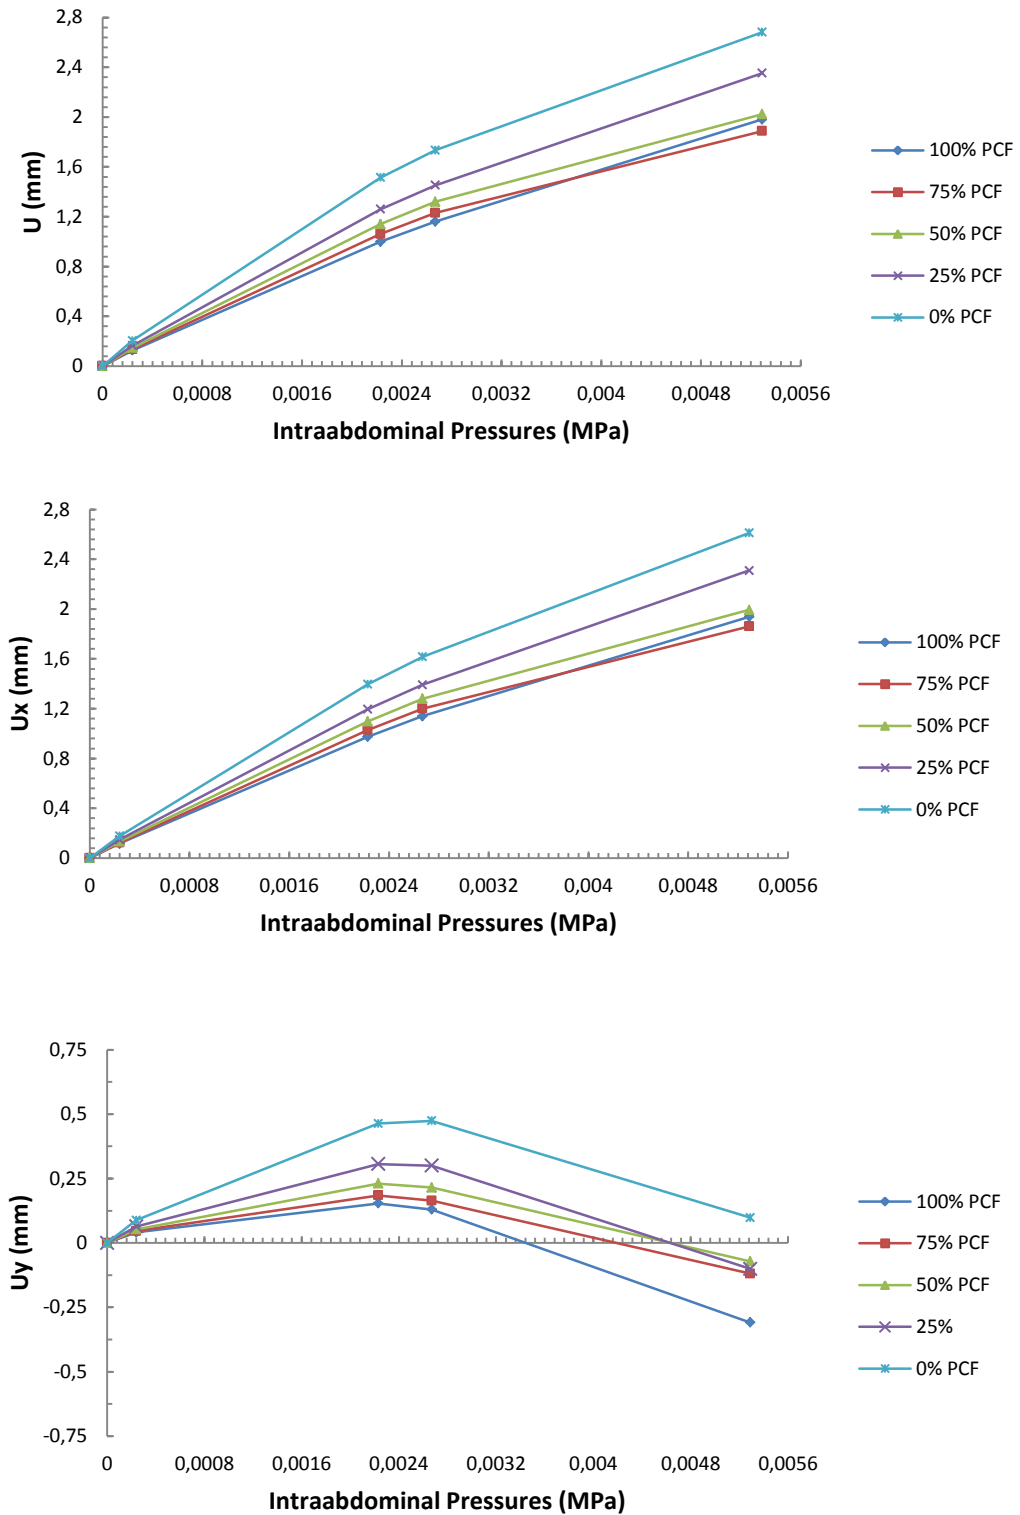 2,8
2,4
2
1,6
1,2
0,8
0,4
0
U (mm)
0 0,0008 0,0016 0,0024 0,0032 0,004 0,0048 0,0056
Intraabdominal Pressures (MPa)
100% PCF
75% PCF
50% PCF
25% PCF
0% PCF
2,8
2,4
2
1,6
1,2
0,8
0,4
0
Ux (mm)
0 0,0008 0,0016 0,0024 0,0032 0,004 0,0048 0,0056
Intraabdominal Pressures (MPa)
100% PCF
75% PCF
50% PCF
25% PCF
0% PCF
0,75
0,5
0,25
0
-0,25
-0,5
-0,75
Uy (mm)
0 0,0008 0,0016 0,0024 0,0032 0,004 0,0048 0,0056
Intraabdominal Pressures (MPa)
100% PCF
75% PCF
50% PCF
25%
0% PCF